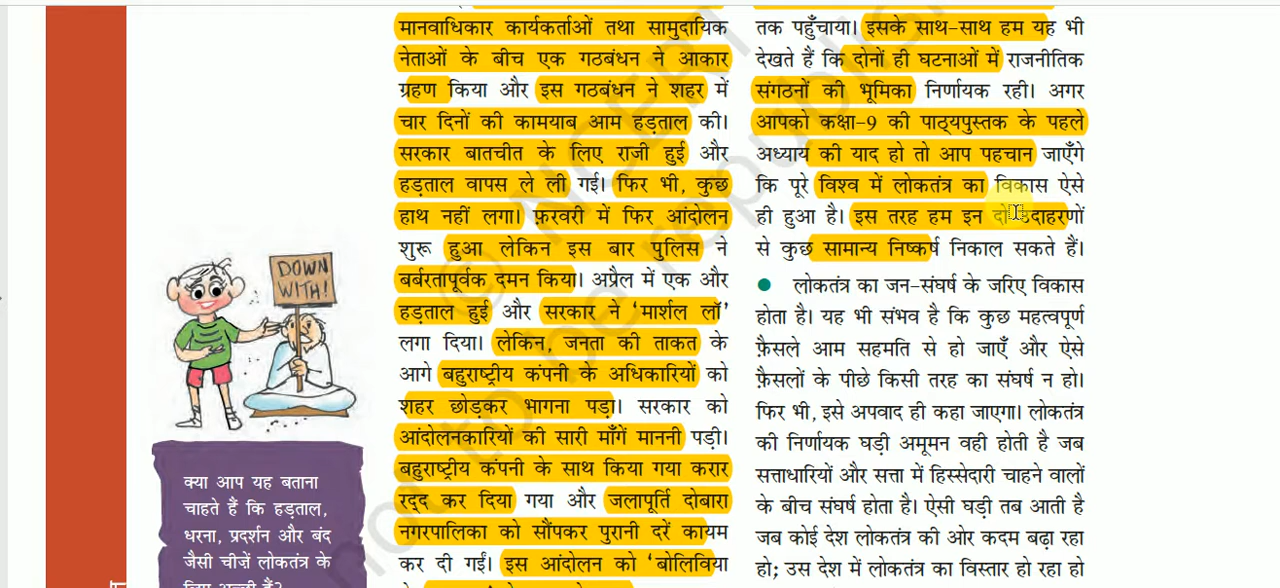 मानवाधिकार कार्यकर्ताओं तथा सामुदायिक
नेताओं के बीच एक गठबंधन ने आकार
ग्रहण किया और इस गठबंधन ने शहर में
चार दिनों की कामयाब आम हड़ताल की।
सरकार बातचीत के लिए राजी हुई और
हड़ताल वापस ले ली गई। फिर भी, कुछ
हाथ नहीं लगा। फ़रवरी में फिर आंदोलन
शुरू हुआ लेकिन इस बार पुलिस ने
बर्बरतापूर्वक दमन किया। अप्रैल में एक और
हड़ताल हुई और सरकार ने 'मार्शल लॉ'
लगा दिया। लेकिन, जनता की ताकत के
आगे बहुराष्ट्रीय कंपनी के अधिकारियों को
शहर छोड़कर भागना पड़ा। सरकार को
आंदोलनकारियों की सारी माँगें माननी पड़ी।
बहुराष्ट्रीय कंपनी के साथ किया गया करार
रद्द कर दिया गया और जलापूर्ति दोबारा
नगरपालिका को सौंपकर पुरानी दरें कायम
कर दी गईं। इस आंदोलन को 'बोलिविया
तक पहुँचाया। इसके साथ-साथ हम यह भी
देखते हैं कि दोनों ही घटनाओं में राजनीतिक
संगठनों की भूमिका निर्णायक रही। अगर
आपको कक्षा-9 की पाठ्यपुस्तक के पहले
अध्याय की याद हो तो आप पहचान जाएँगे
कि पूरे विश्व में लोकतंत्र का विकास ऐसे
ही हुआ है। इस तरह हम इन दो उदाहरणों
से कुछ सामान्य निष्कर्ष निकाल सकते हैं।
● लोकतंत्र का जन-संघर्ष के जरिए विकास
होता है। यह भी संभव है कि कुछ महत्वपूर्ण
फ़ैसले आम सहमति से हो जाएँ और ऐसे
फ़ैसलों के पीछे किसी तरह का संघर्ष न हो।
फिर भी, इसे अपवाद ही कहा जाएगा। लोकतंत्र
की निर्णायक घड़ी अमूमन वही होती है जब
सत्ताधारियों और सत्ता में हिस्सेदारी चाहने वालों
के बीच संघर्ष होता है। ऐसी घड़ी तब आती है
जब कोई देश लोकतंत्र की ओर कदम बढ़ा रहा
हो; उस देश में लोकतंत्र का विस्तार हो रहा हो
DOWN
WITH!
क्या आप यह बताना
चाहते हैं कि हड़ताल,
धरना, प्रदर्शन और बंद
जैसी चीज़ें लोकतंत्र के
© NCERT
not to be republis